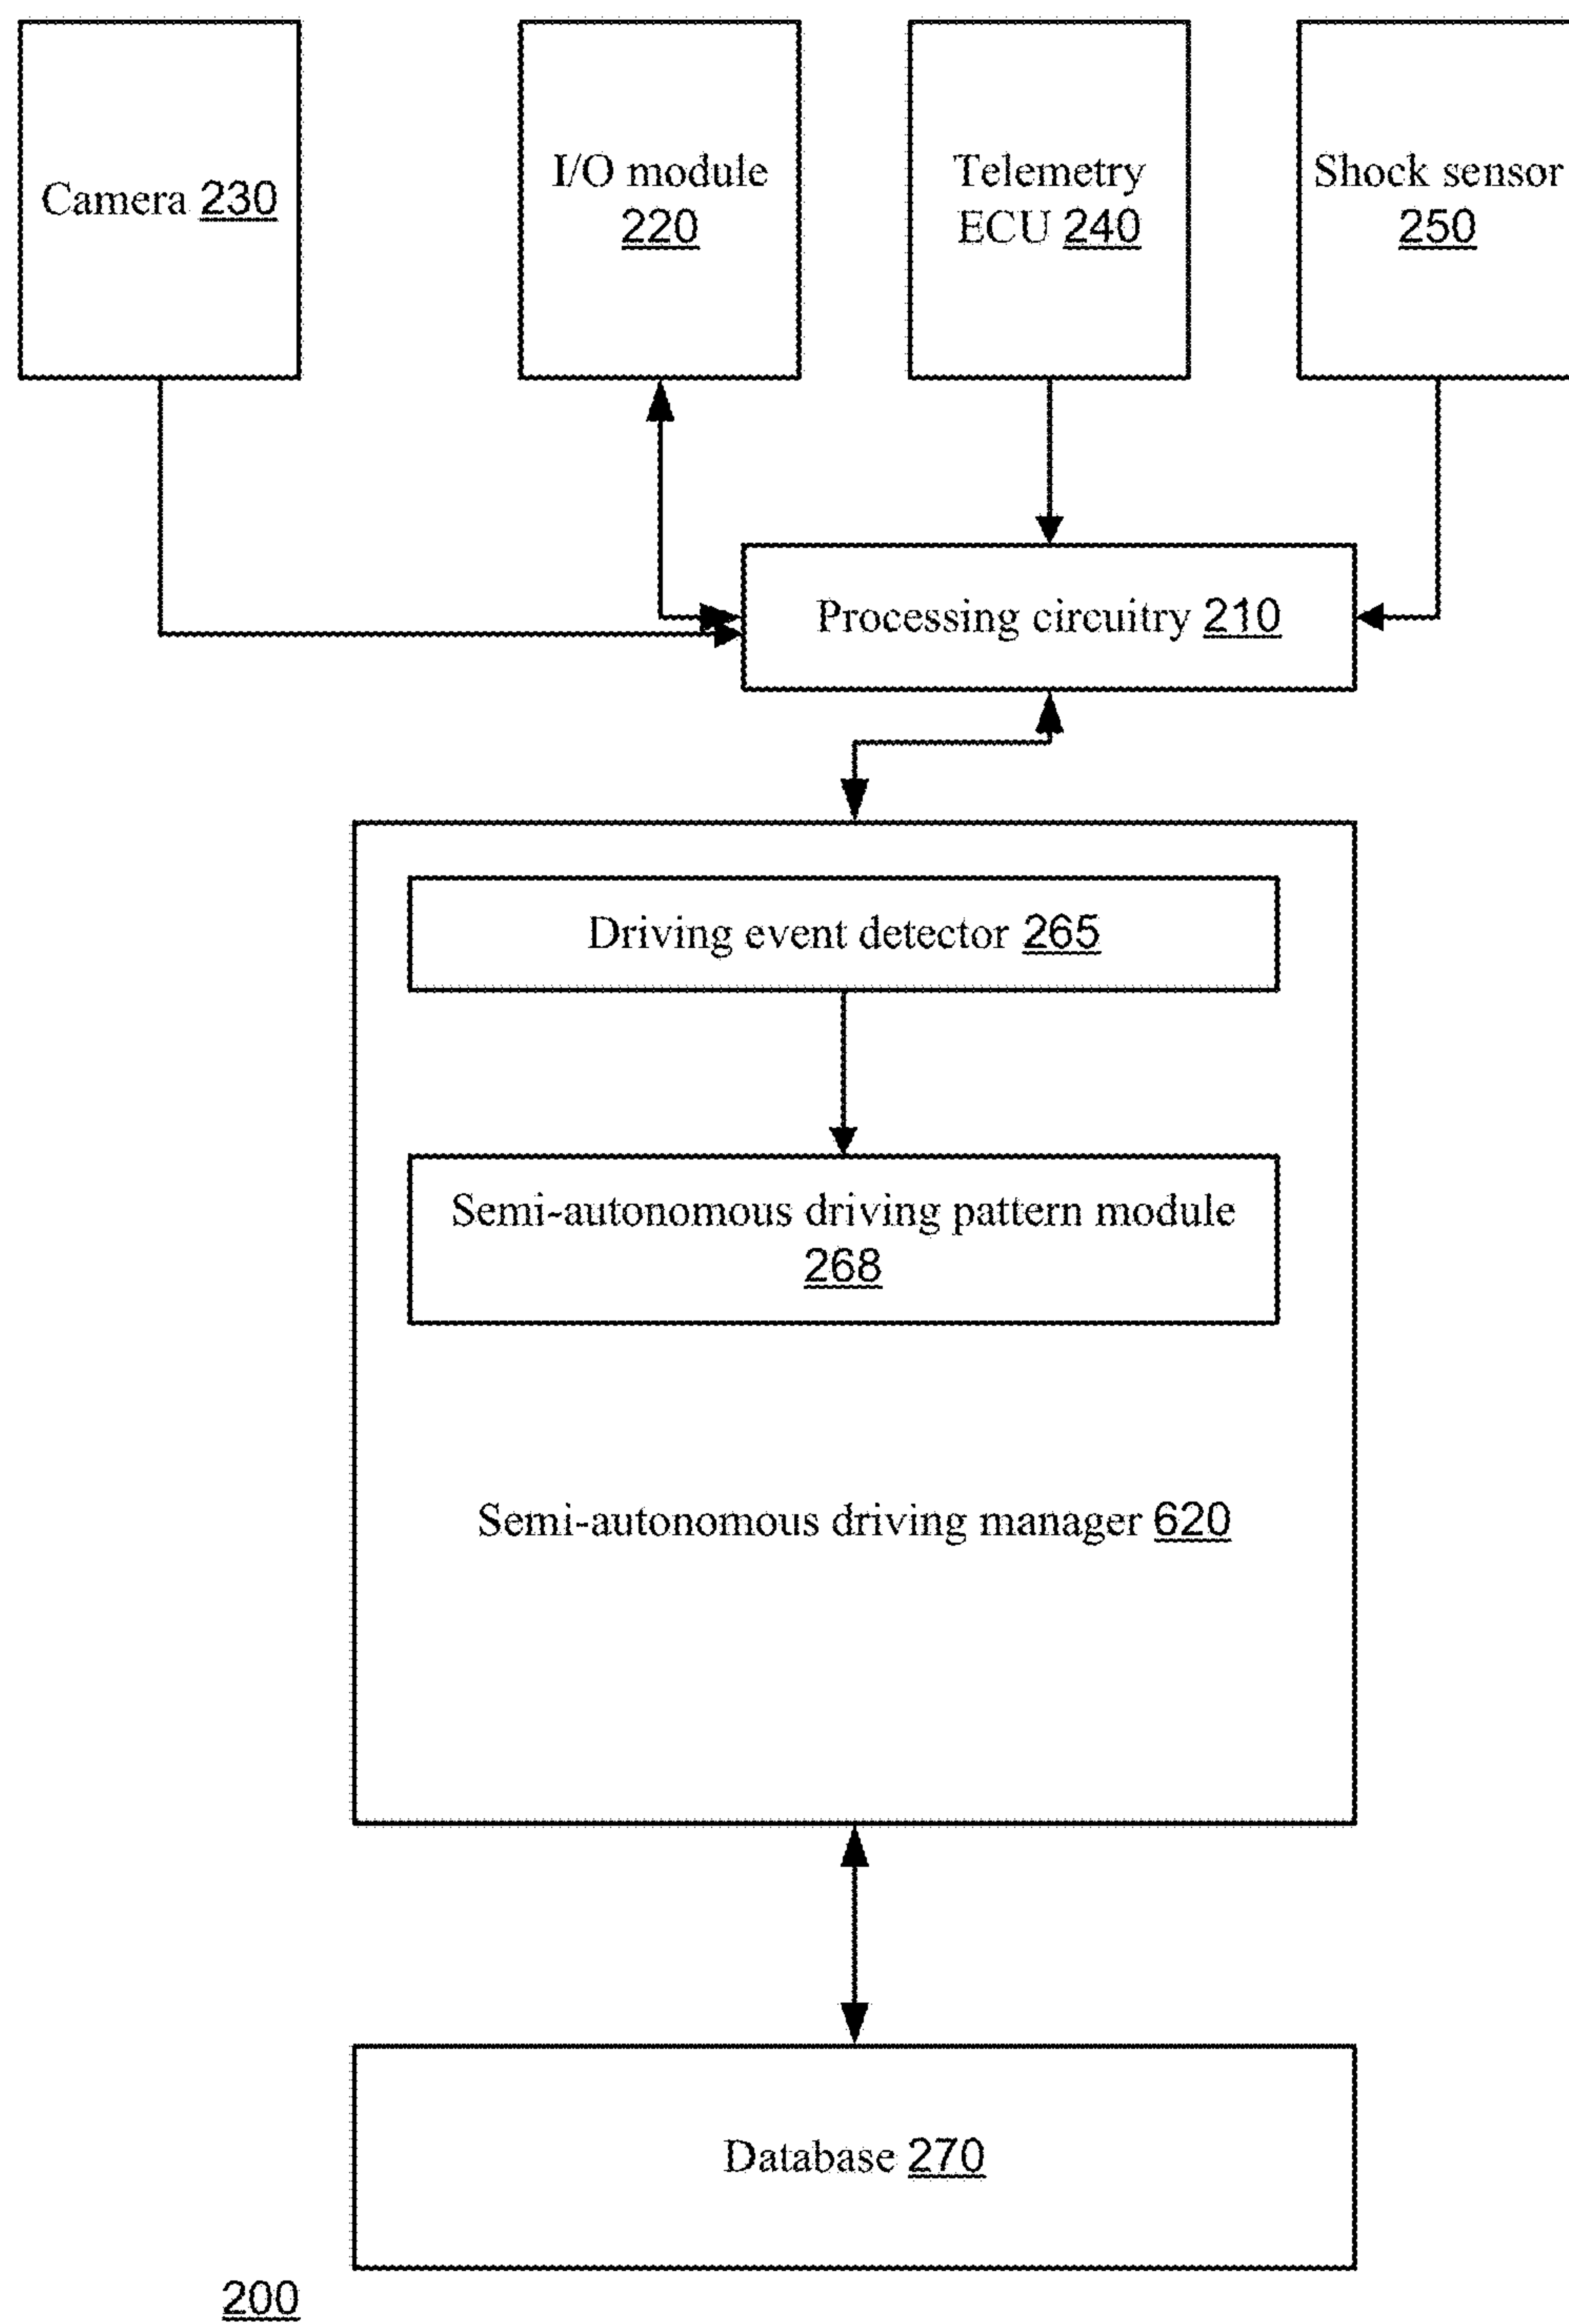 Camera 230
I/O module
220
Telemetry
ECU 240
Shock sensor
250
Processing circuitry 210
Driving event detector 265
Semi-autonomous driving pattern module
268
Semi-autonomous driving manager 620
Database 270
200